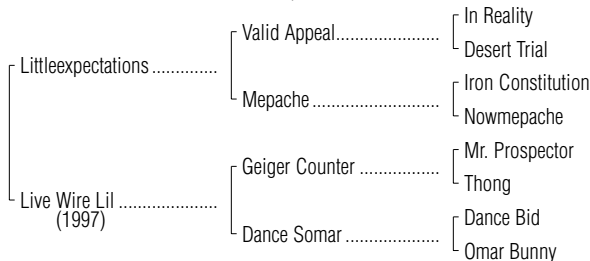 In Reality
Valid Appeal..................
Desert Trial
Littleexpectations .............
Iron Constitution
Mepache ......................
Nowmepache
Mr. Prospector
Geiger Counter ..............
Thong
Live Wire Lil ..................
(1997)
Dance Bid
Dance Somar ................
Omar Bunny